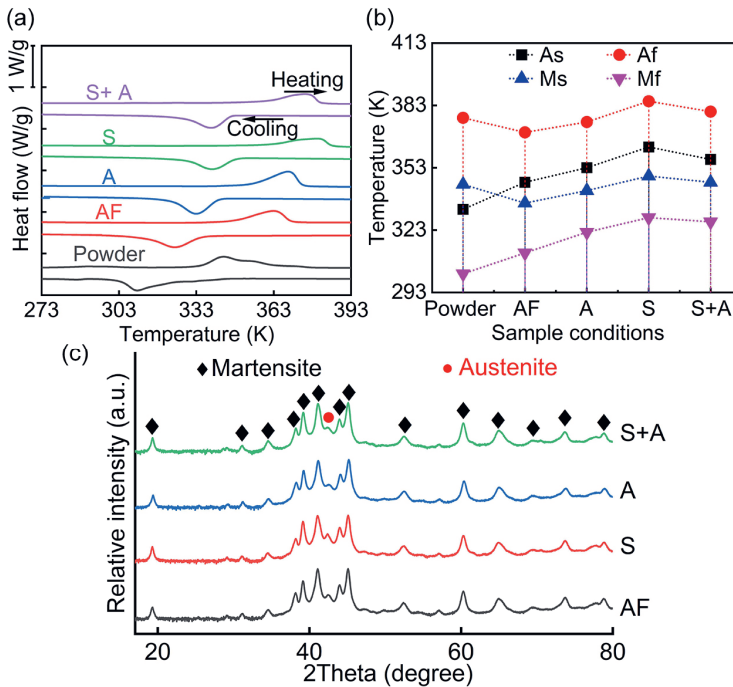 (a)
1 W/g
Heat flow (W/g)
S+ A
Heating
Cooling
S
A
AF
Powder
273 303 333 363 393
Temperature (K)
(b)
As Af
Ms Mf
Temperature (K)
413
383
353
323
293
Powder AF A S S+A
Sample conditions
(c)
Martensite Austenite
Relative intensity (a.u.)
S+A
A
S
AF
20 40 60 80
2Theta (degree)